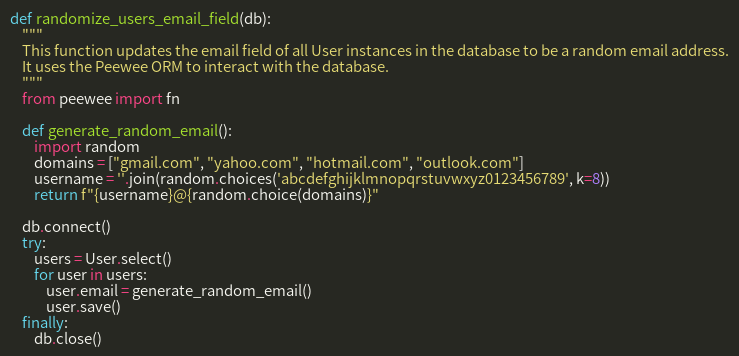 def randomize_users_email_field(db):
    """
    This function updates the email field of all User instances in the database to be a random email address.
    It uses the Peewee ORM to interact with the database.
    """
    from peewee import fn

    def generate_random_email():
        import random
        domains = ["gmail.com", "yahoo.com", "hotmail.com", "outlook.com"]
        username = ''.join(random.choices('abcdefghijklmnopqrstuvwxyz0123456789', k=8))
        return f"{username}@{random.choice(domains)}"

    db.connect()
    try:
        users = User.select()
        for user in users:
            user.email = generate_random_email()
            user.save()
    finally:
        db.close()